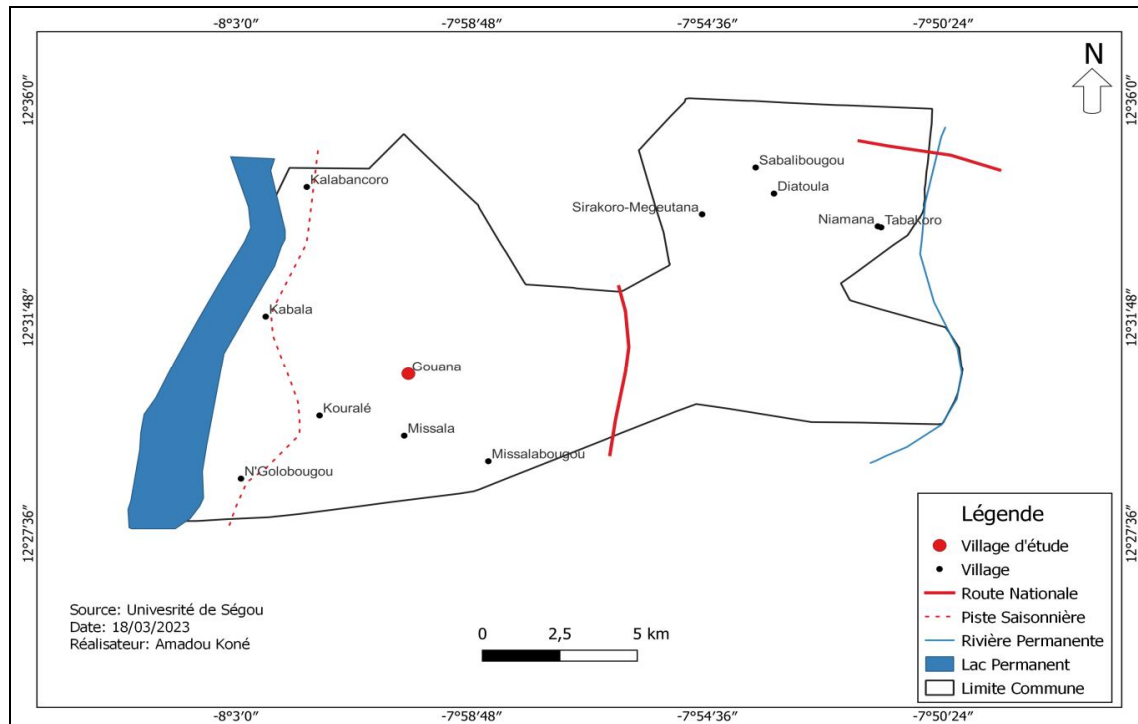 -8°3′0″
-7°58′48″
-7°54′36″
-7°50′24″
N
12°36′0″
12°36′0″
Kalabancoro
Sabalibougou
Diatoula
Sirakoro-Megeutana
Niamana
Tabakoro
12°31′48″
12°31′48″
Kabala
Gouana
Kouralé
Missala
Missalabougou
N'Golobougou
12°27′36″
12°27′36″
Légende
Village d'étude
Village
Route Nationale
Piste Saisonnière
Rivière Permanente
Lac Permanent
Limite Commune
Source: Univesrité de Ségou
Date: 18/03/2023
Réalisateur: Amadou Koné
0 2,5 5 km
-8°3′0″
-7°58′48″
-7°54′36″
-7°50′24″